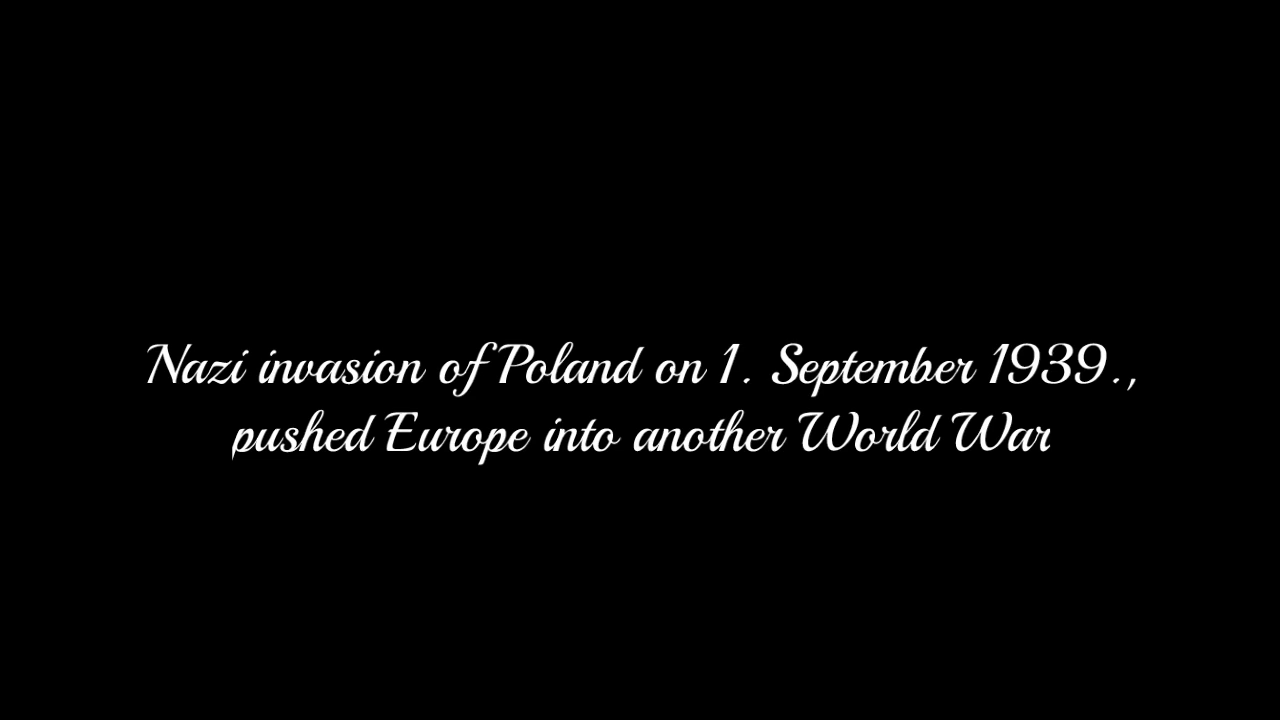 Nazi invasion of Poland on 1. September 1939.,
pushed Europe into another World War